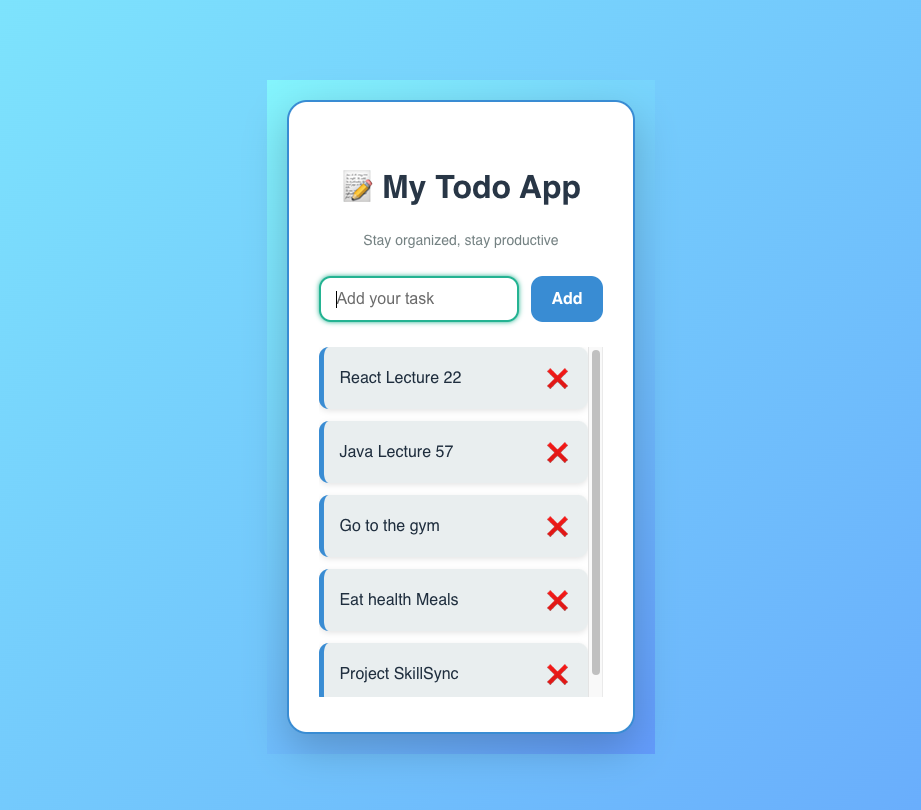 My Todo App
Stay organized, stay productive
Add your task
Add
React Lecture 22
Java Lecture 57
Go to the gym
Eat health Meals
Project SkillSync